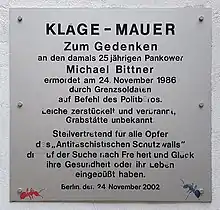 KLAGE-MAUER
Zum Gedenken
an den damals 25jährigen Pankower
Michael Bittner
ermordet am 24. November 1986
durch Grenzsoldaten
auf Befehl des Politbüros.
Leiche zerstückelt und verbrannt,
Grabstätte unbekannt.
Stellvertretend für alle Opfer
des "Antifaschistischen Schutzwalls"
die auf der Suche nach Freiheit und Glück
ihre Gesundheit oder ihr Leben
eingebüßt haben.
Berlin, der 24. November 2002